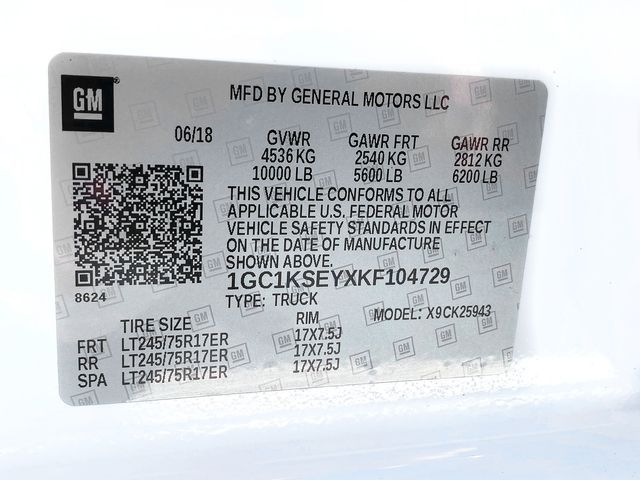 GM
MFD BY GENERAL MOTORS LLC
06/18 GVWR GAWR FRT GAWR RR
4536 KG 2540 KG 2812 KG
10000 LB 5600 LB 6200 LB
THIS VEHICLE CONFORMS TO ALL
APPLICABLE U.S. FEDERAL MOTOR
VEHICLE SAFETY STANDARDS IN EFFECT
ON THE DATE OF MANUFACTURE
SHOWN ABOVE.
8624
1GC1KSEYXKF104729
TYPE: TRUCK MODEL: X9CK25943
TIRE SIZE RIM
FRT LT245/75R17ER 17X7.5J
RR LT245/75R17ER 17X7.5J
SPA LT245/75R17ER 17X7.5J